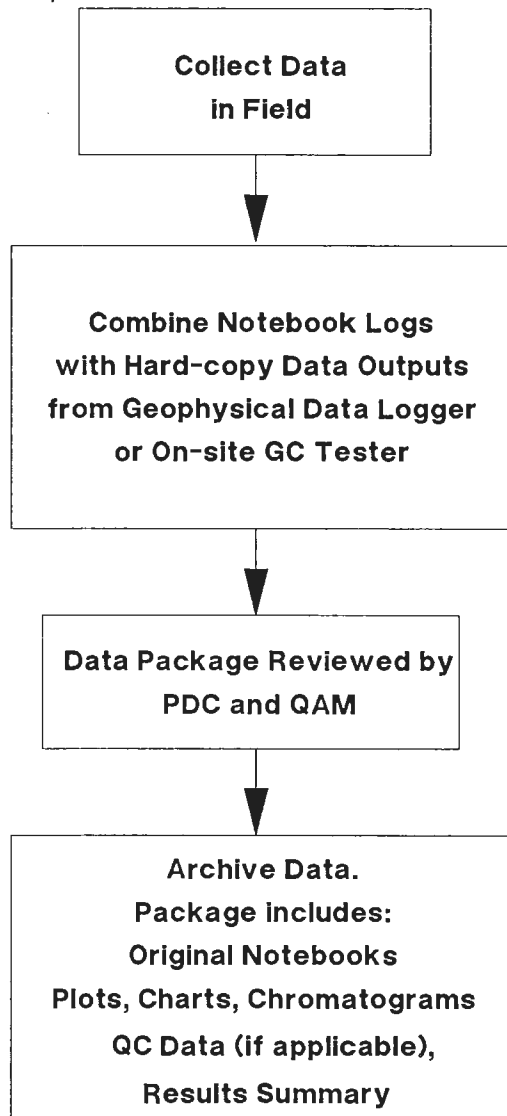 Collect Data
in Field
Combine Notebook Logs
with Hard-copy Data Outputs
from Geophysical Data Logger
or On-site GC Tester
Data Package Reviewed by
PDC and QAM
Archive Data.
Package includes:
Original Notebooks
Plots, Charts, Chromatograms
QC Data (if applicable),
Results Summary